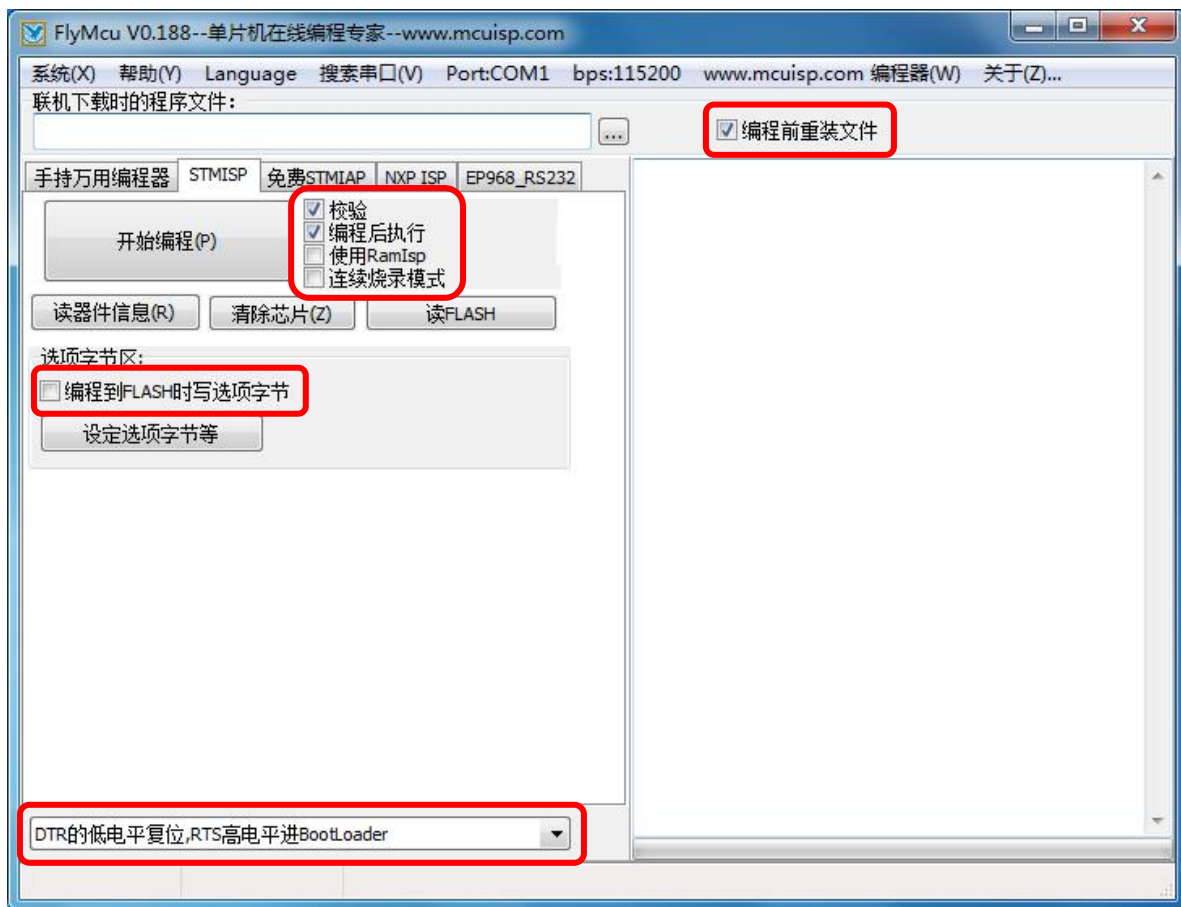 FlyMcu V0.188--单片机在线编程专家--www.mcuisp.com
系统(X) 帮助(Y) Language 搜索串口(V) Port:COM1 bps:115200 www.mcuisp.com 编程器(W) 关于(Z)...
联机下载时的程序文件:
... 编程前重装文件
手持万用编程器 STMISP 免费STMIAP NXP ISP EP968_RS232
校验
开始编程(P) 编程后执行
使用RamIsp
连续烧录模式
读器件信息(R) 清除芯片(Z) 读FLASH
选项字节区:
编程到FLASH时写选项字节
设定选项字节等
DTR的低电平复位,RTS高电平进BootLoader